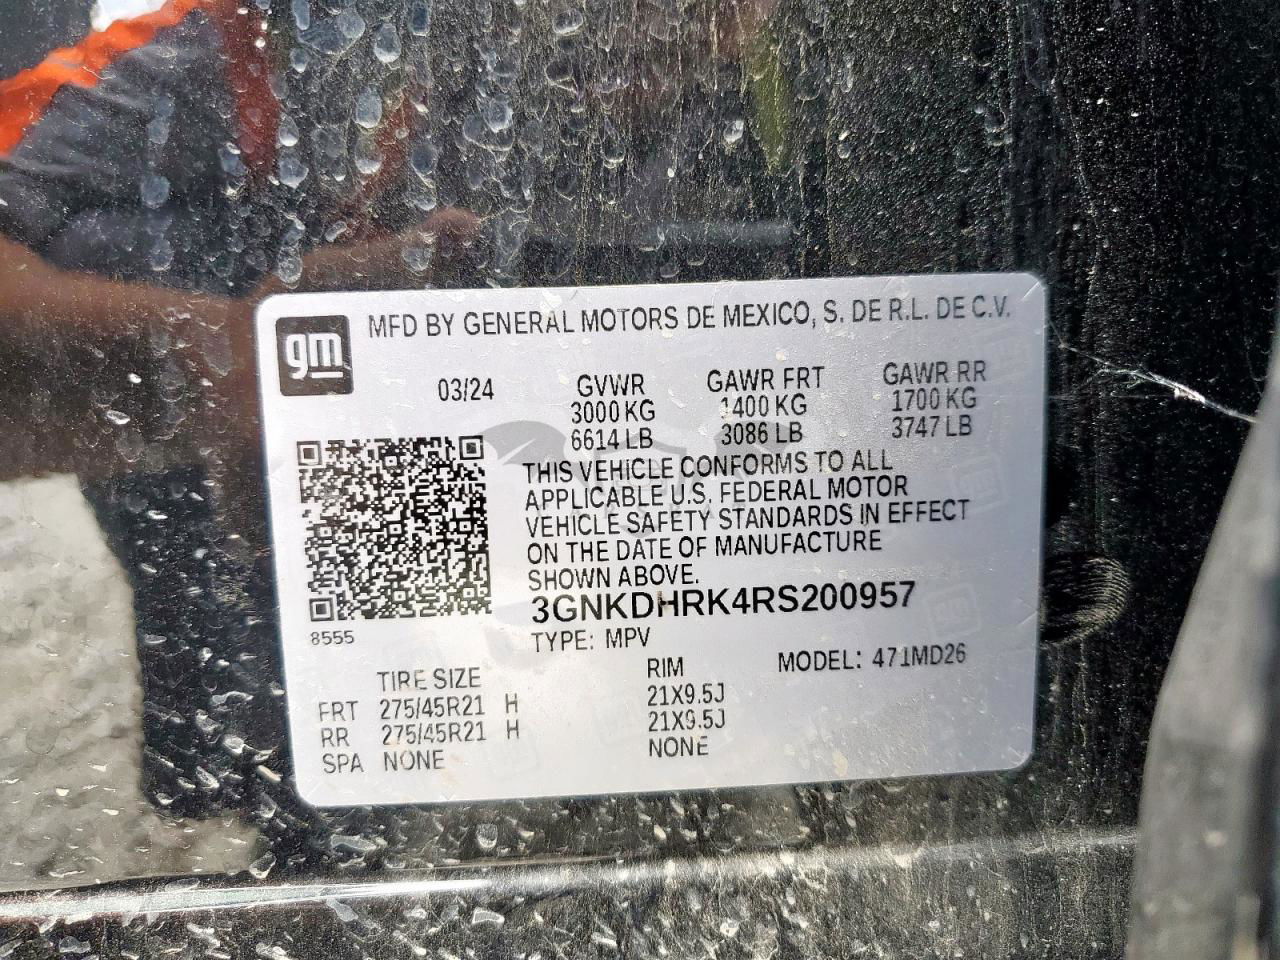 gm
MFD BY GENERAL MOTORS DE MEXICO, S. DE R.L. DE C.V.
03/24 GVWR GAWR FRT GAWR RR
3000 KG 1400 KG 1700 KG
6614 LB 3086 LB 3747 LB
THIS VEHICLE CONFORMS TO ALL
APPLICABLE U.S. FEDERAL MOTOR
VEHICLE SAFETY STANDARDS IN EFFECT
ON THE DATE OF MANUFACTURE
SHOWN ABOVE.
3GNKDHRK4RS200957
8555
TYPE: MPV MODEL: 471MD26
TIRE SIZE RIM
FRT 275/45R21 H 21X9.5J
RR 275/45R21 H 21X9.5J
SPA NONE NONE